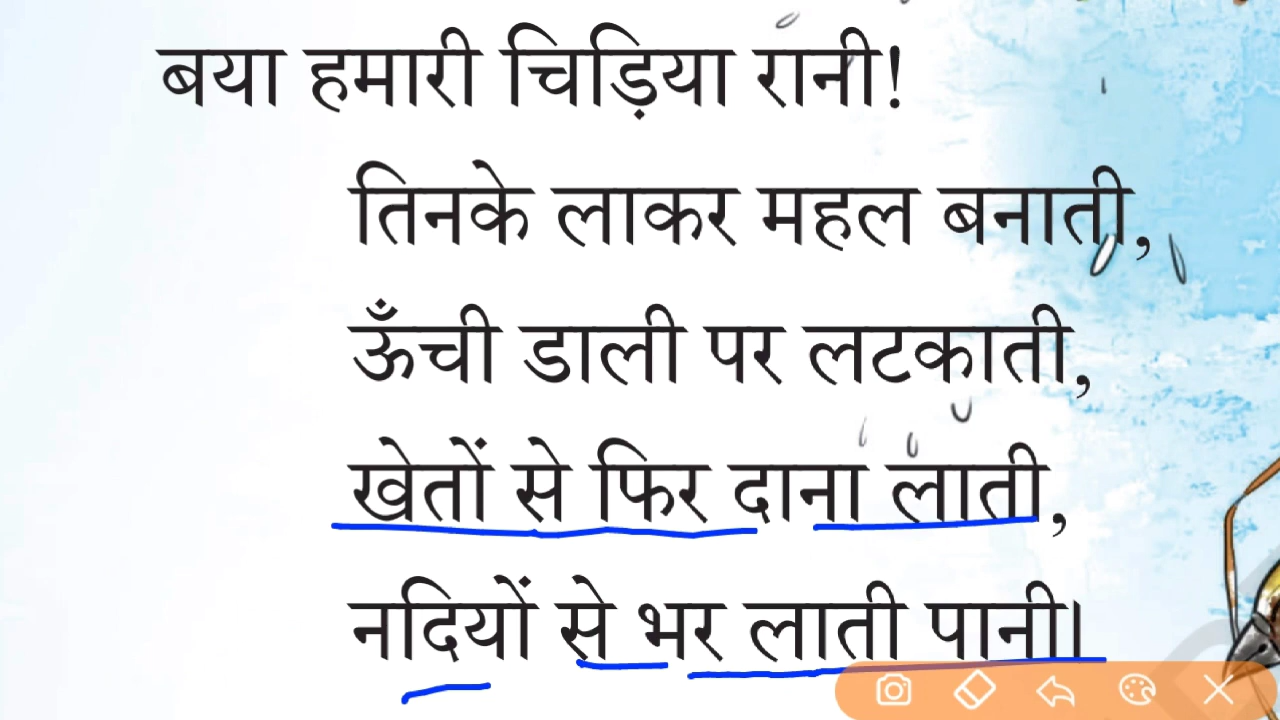 बया हमारी चिड़िया रानी!
तिनके लाकर महल बनाती,
ऊँची डाली पर लटकाती,
खेतों से फिर दाना लाती,
नदियों से भर लाती पानी।